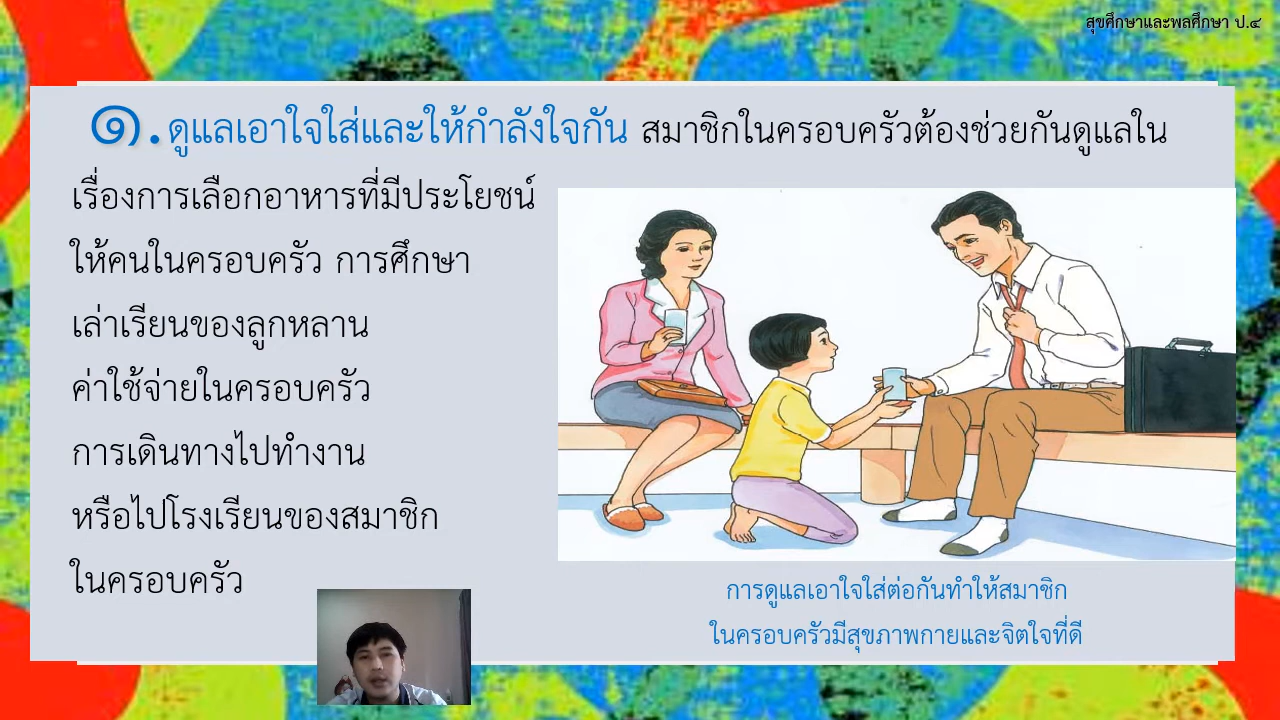 สุขศึกษาและพลศึกษา ป.๔
๑. ดูแลเอาใจใส่และให้กำลังใจกัน สมาชิกในครอบครัวต้องช่วยกันดูแลใน
เรื่องการเลือกอาหารที่มีประโยชน์
ให้คนในครอบครัว การศึกษา
เล่าเรียนของลูกหลาน
ค่าใช้จ่ายในครอบครัว
การเดินทางไปทำงาน
หรือไปโรงเรียนของสมาชิก
ในครอบครัว
การดูแลเอาใจใส่ต่อกันทำให้สมาชิก
ในครอบครัวมีสุขภาพกายและจิตใจที่ดี